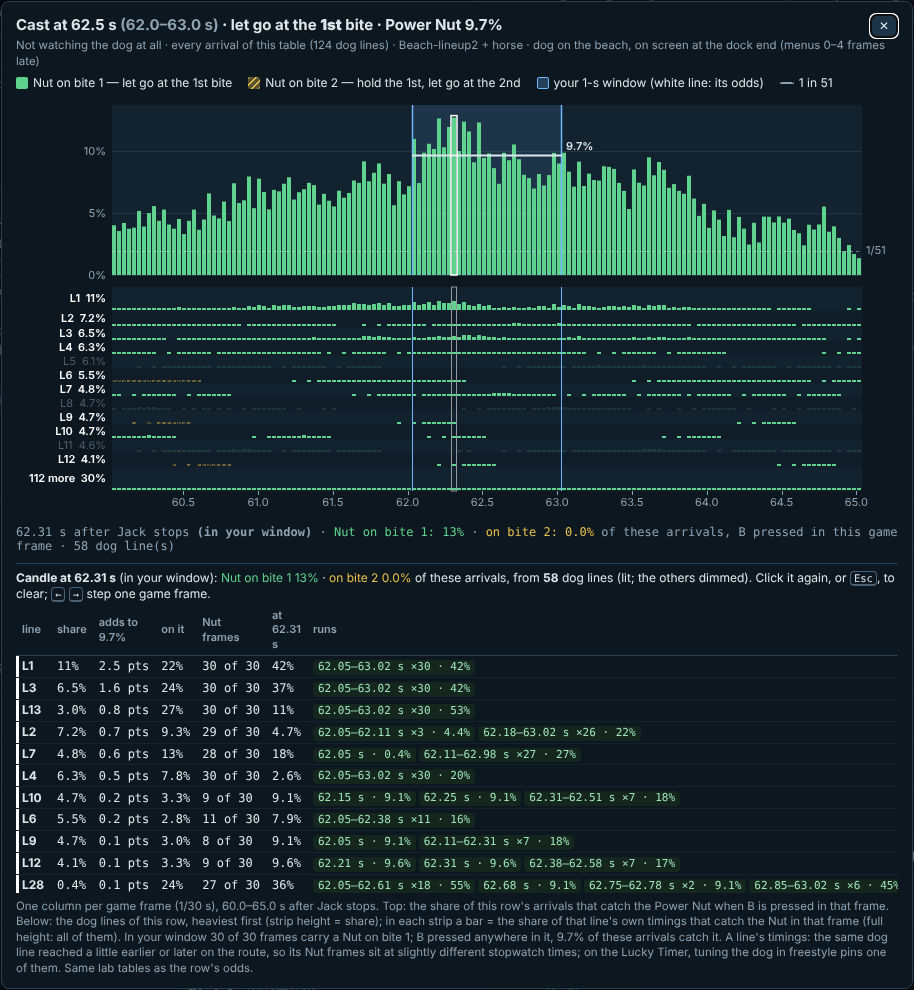 Cast at 62.5 s (62.0–63.0 s) · let go at the 1st bite · Power Nut 9.7%
×
Not watching the dog at all · every arrival of this table (124 dog lines) · Beach-lineup2 + horse · dog on the beach, on screen at the dock end (menus 0–4 frames
late)
Nut on bite 1 — let go at the 1st bite Nut on bite 2 — hold the 1st, let go at the 2nd your 1-s window (white line: its odds) 1 in 51
10%
5%
0%
9.7%
1/51
L1 11%
L2 7.2%
L3 6.5%
L4 6.3%
L5 6.1%
L6 5.5%
L7 4.8%
L8 4.7%
L9 4.7%
L10 4.7%
L11 4.6%
L12 4.1%
112 more 30%
60.5 61.0 61.5 62.0 62.5 63.0 63.5 64.0 64.5 65.0
62.31 s after Jack stops (in your window) · Nut on bite 1: 13% · on bite 2: 0.0% of these arrivals, B pressed in this game
frame · 58 dog line(s)
Candle at 62.31 s (in your window): Nut on bite 1 13% · on bite 2 0.0% of these arrivals, from 58 dog lines (lit; the others dimmed). Click it again, or Esc, to
clear; ← → step one game frame.
line share adds to 9.7% on it Nut frames at 62.31 s runs
L1 11% 2.5 pts 22% 30 of 30 42% 62.05–63.02 s ×30 · 42%
L3 6.5% 1.6 pts 24% 30 of 30 37% 62.05–63.02 s ×30 · 42%
L13 3.0% 0.8 pts 27% 30 of 30 11% 62.05–63.02 s ×30 · 53%
L2 7.2% 0.7 pts 9.3% 29 of 30 4.7% 62.05–62.11 s ×3 · 4.4% 62.18–63.02 s ×26 · 22%
L7 4.8% 0.6 pts 13% 28 of 30 18% 62.05 s · 0.4% 62.11–62.98 s ×27 · 27%
L4 6.3% 0.5 pts 7.8% 30 of 30 2.6% 62.05–63.02 s ×30 · 20%
L10 4.7% 0.2 pts 3.3% 9 of 30 9.1% 62.15 s · 9.1% 62.25 s · 9.1% 62.31–62.51 s ×7 · 18%
L6 5.5% 0.2 pts 2.8% 11 of 30 7.9% 62.05–62.38 s ×11 · 16%
L9 4.7% 0.1 pts 3.0% 8 of 30 9.1% 62.05 s · 9.1% 62.11–62.31 s ×7 · 18%
L12 4.1% 0.1 pts 3.3% 9 of 30 9.6% 62.21 s · 9.6% 62.31 s · 9.6% 62.38–62.58 s ×7 · 17%
L28 0.4% 0.1 pts 24% 27 of 30 36% 62.05–62.61 s ×18 · 55% 62.68 s · 9.1% 62.75–62.78 s ×2 · 9.1% 62.85–63.02 s ×6 · 45%
One column per game frame (1/30 s), 60.0–65.0 s after Jack stops. Top: the share of this row's arrivals that catch the Power Nut when B is pressed in that frame.
Below: the dog lines of this row, heaviest first (strip height = share); in each strip a bar = the share of that line's own timings that catch the Nut in that frame (full
height: all of them). In your window 30 of 30 frames carry a Nut on bite 1; B pressed anywhere in it, 9.7% of these arrivals catch it. A line's timings: the same dog
line reached a little earlier or later on the route, so its Nut frames sit at slightly different stopwatch times; on the Lucky Timer, tuning the dog in freestyle pins one
of them. Same lab tables as the row's odds.